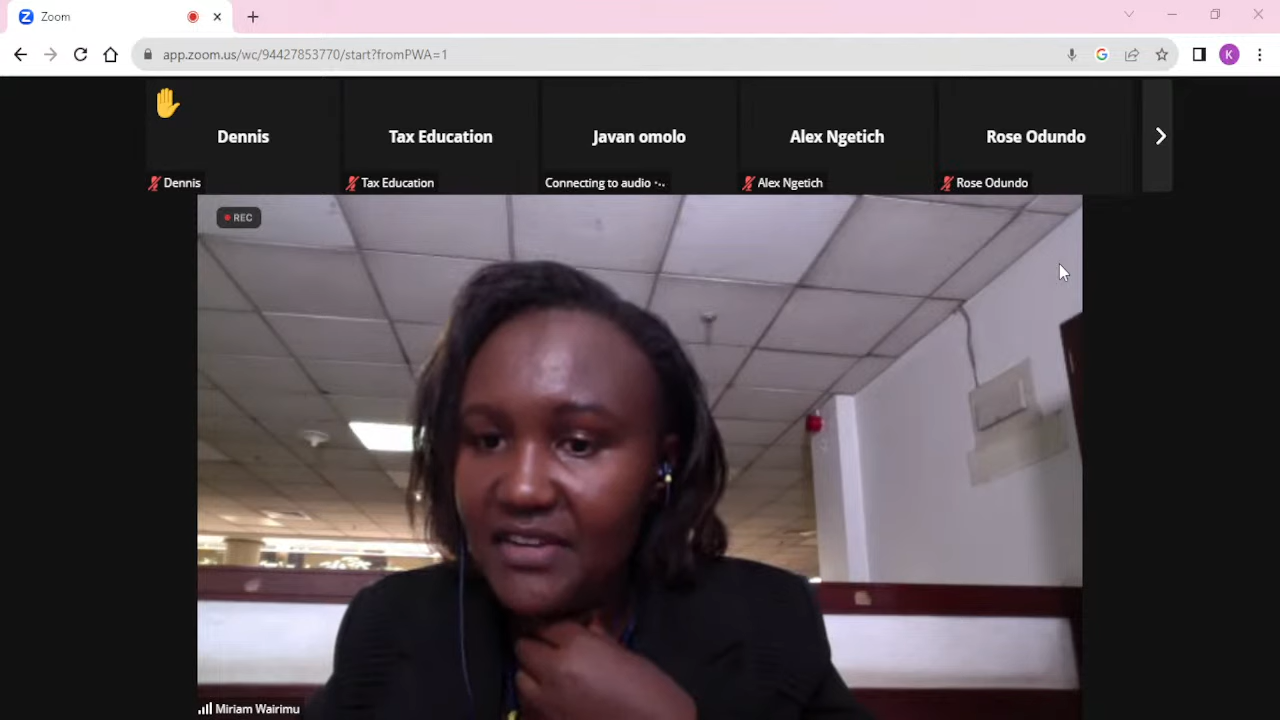 Zoom
app.zoom.us/wc/94427853770/start?fromPWA=1
K
Dennis
Tax Education
Javan omolo
Alex Ngetich
Rose Odundo
Dennis
Tax Education
Connecting to audio ·-.
Alex Ngetich
Rose Odundo
REC
Miriam Wairimu